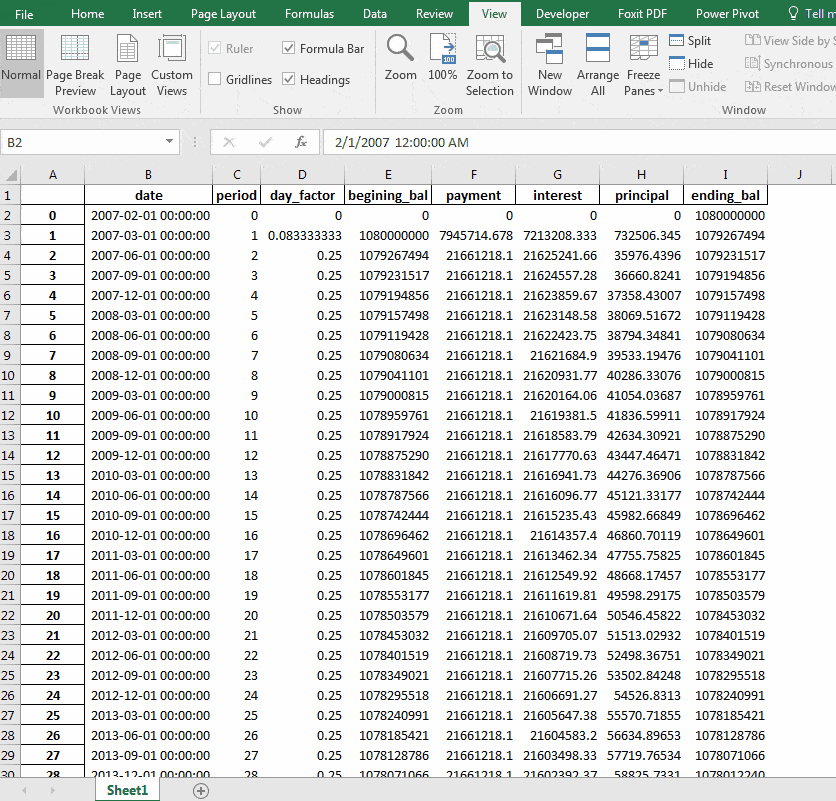 File Home Insert Page Layout Formulas Data Review View Developer Foxit PDF Power Pivot Tell m
Normal Page Break Preview Page Layout Custom Views
Ruler Formula Bar
Gridlines Headings
Zoom 100% Zoom to Selection
New Window Arrange All Freeze Panes
Split
Hide
Unhide
View Side by S
Synchronous
Reset Window
Workbook Views Show Zoom Window
B2 fx 2/1/2007 12:00:00 AM
A B C D E F G H I J
1 date period day_factor begining_bal payment interest principal ending_bal
2 0 2007-02-01 00:00:00 0 0 0 0 0 0 1080000000
3 1 2007-03-01 00:00:00 1 0.083333333 1080000000 7945714.678 7213208.333 732506.345 1079267494
4 2 2007-06-01 00:00:00 2 0.25 1079267494 21661218.1 21625241.66 35976.4396 1079231517
5 3 2007-09-01 00:00:00 3 0.25 1079231517 21661218.1 21624557.28 36660.8241 1079194856
6 4 2007-12-01 00:00:00 4 0.25 1079194856 21661218.1 21623859.67 37358.43007 1079157498
7 5 2008-03-01 00:00:00 5 0.25 1079157498 21661218.1 21623148.58 38069.51672 1079119428
8 6 2008-06-01 00:00:00 6 0.25 1079119428 21661218.1 21622423.75 38794.34841 1079080634
9 7 2008-09-01 00:00:00 7 0.25 1079080634 21661218.1 21621684.9 39533.19476 1079041101
10 8 2008-12-01 00:00:00 8 0.25 1079041101 21661218.1 21620931.77 40286.33076 1079000815
11 9 2009-03-01 00:00:00 9 0.25 1079000815 21661218.1 21620164.06 41054.03687 1078959761
12 10 2009-06-01 00:00:00 10 0.25 1078959761 21661218.1 21619381.5 41836.59911 1078917924
13 11 2009-09-01 00:00:00 11 0.25 1078917924 21661218.1 21618583.79 42634.30921 1078875290
14 12 2009-12-01 00:00:00 12 0.25 1078875290 21661218.1 21617770.63 43447.46471 1078831842
15 13 2010-03-01 00:00:00 13 0.25 1078831842 21661218.1 21616941.73 44276.36906 1078787566
16 14 2010-06-01 00:00:00 14 0.25 1078787566 21661218.1 21616096.77 45121.33177 1078742444
17 15 2010-09-01 00:00:00 15 0.25 1078742444 21661218.1 21615235.43 45982.66849 1078696462
18 16 2010-12-01 00:00:00 16 0.25 1078696462 21661218.1 21614357.4 46860.70119 1078649601
19 17 2011-03-01 00:00:00 17 0.25 1078649601 21661218.1 21613462.34 47755.75825 1078601845
20 18 2011-06-01 00:00:00 18 0.25 1078601845 21661218.1 21612549.92 48668.17457 1078553177
21 19 2011-09-01 00:00:00 19 0.25 1078553177 21661218.1 21611619.81 49598.29175 1078503579
22 20 2011-12-01 00:00:00 20 0.25 1078503579 21661218.1 21610671.64 50546.45822 1078453032
23 21 2012-03-01 00:00:00 21 0.25 1078453032 21661218.1 21609705.07 51513.02932 1078401519
24 22 2012-06-01 00:00:00 22 0.25 1078401519 21661218.1 21608719.73 52498.36751 1078349021
25 23 2012-09-01 00:00:00 23 0.25 1078349021 21661218.1 21607715.26 53502.84248 1078295518
26 24 2012-12-01 00:00:00 24 0.25 1078295518 21661218.1 21606691.27 54526.8313 1078240991
27 25 2013-03-01 00:00:00 25 0.25 1078240991 21661218.1 21605647.38 55570.71855 1078185421
28 26 2013-06-01 00:00:00 26 0.25 1078185421 21661218.1 21604583.2 56634.89653 1078128786
29 27 2013-09-01 00:00:00 27 0.25 1078128786 21661218.1 21603498.33 57719.76534 1078071066
30 28 2013-12-01 00:00:00 28 0.25 1078071066 21661218.1 21602392.37 58825.7331 1078012240
Sheet1